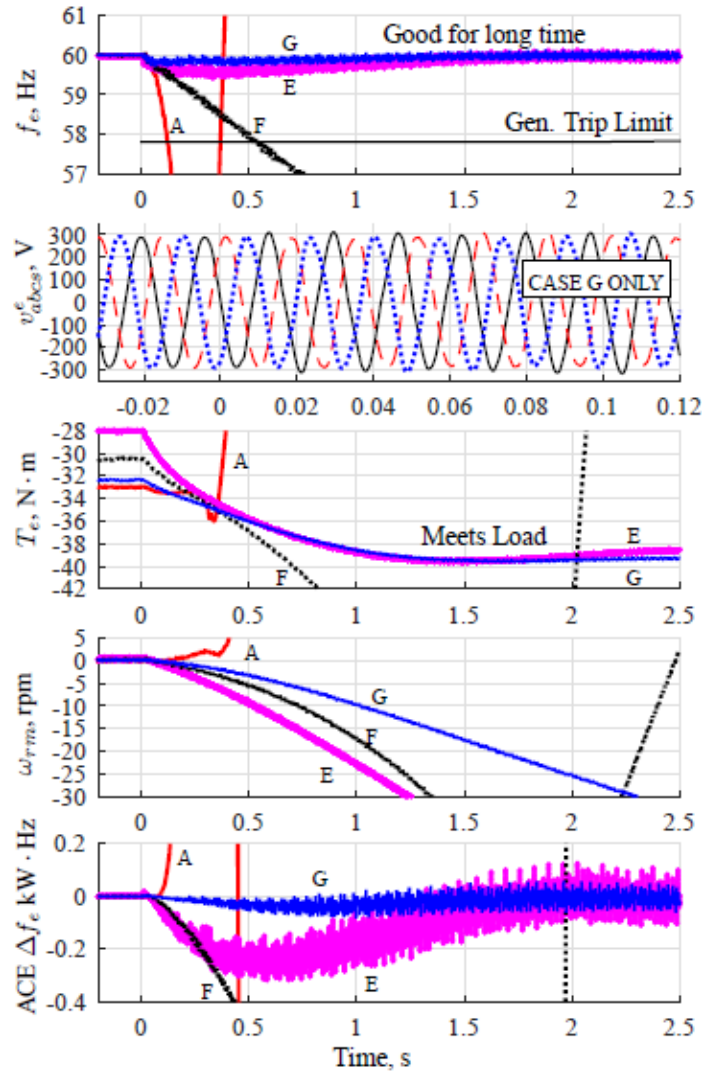 61
Good for long time
60
G
59
E
A
F
58
Gen. Trip Limit
57
f_e, Hz
0 0.5 1 1.5 2 2.5
300
200
100
0
-100
-200
-300
v^e_{abcs}, V
CASE G ONLY
-0.02 0 0.02 0.04 0.06 0.08 0.1 0.12
-28
-30
-32
-34
-36
-38
-40
-42
T_e, N · m
A
Meets Load
E
F
G
0 0.5 1 1.5 2 2.5
5
0
-5
-10
-15
-20
-25
-30
ω_{rm}, rpm
A
G
F
E
0 0.5 1 1.5 2 2.5
0.2
0
-0.2
-0.4
ACE Δf_e kW · Hz
A
G
F
E
0 0.5 1 1.5 2 2.5
Time, s